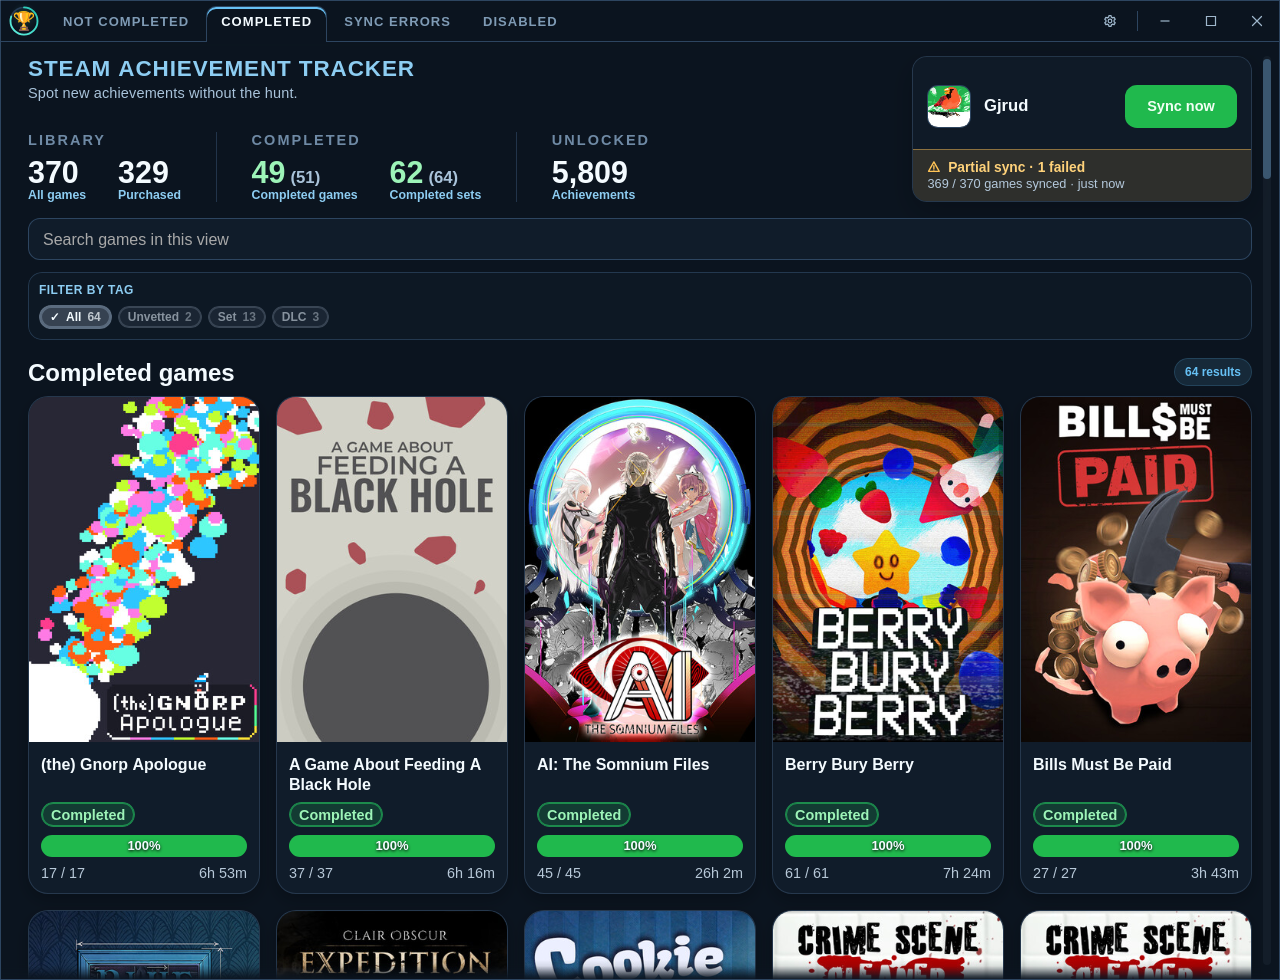 NOT COMPLETED
COMPLETED
SYNC ERRORS
DISABLED
STEAM ACHIEVEMENT TRACKER
Spot new achievements without the hunt.
Gjrud
Sync now
Partial sync · 1 failed
369 / 370 games synced · just now
LIBRARY
370
All games
329
Purchased
COMPLETED
49 (51)
Completed games
62 (64)
Completed sets
UNLOCKED
5,809
Achievements
Search games in this view
FILTER BY TAG
✓ All 64
Unvetted 2
Set 13
DLC 3
Completed games
64 results
(the) GNORP
Apologue
(the) Gnorp Apologue
Completed
100%
17 / 17
6h 53m
A GAME ABOUT
FEEDING A
BLACK HOLE
A Game About Feeding A
Black Hole
Completed
100%
37 / 37
6h 16m
AI
THE SOMNIUM FILES
AI: The Somnium Files
Completed
100%
45 / 45
26h 2m
BERRY
BURY
BERRY
Berry Bury Berry
Completed
100%
61 / 61
7h 24m
BILL$ MUST BE
PAID
Bills Must Be Paid
Completed
100%
27 / 27
3h 43m
BLUE
CLAIR OBSCUR
EXPEDITION
Cookie
CRIME SCENE
CLEANER
CRIME SCENE
CLEANER